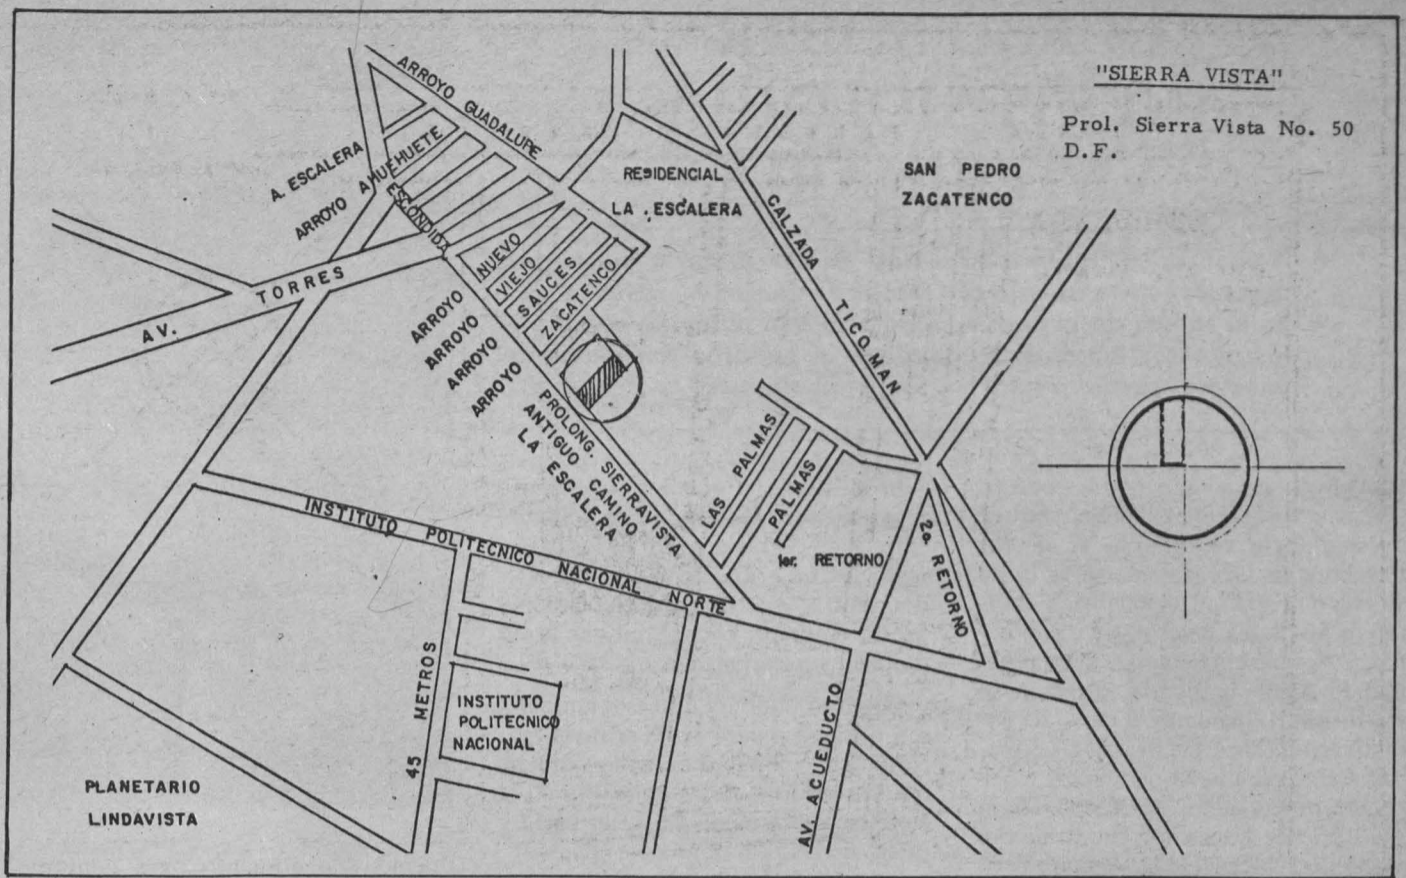 "SIERRA VISTA"
Prol. Sierra Vista No. 50
D.F.
ARROYO GUADALUPE
A. ESCALERA
ARROYO AHUEHUETE
ESCONDIDA
RESIDENCIAL
LA ESCALERA
SAN PEDRO
ZACATENCO
CALZADA TICOMAN
AV. TORRES
ARROYO NUEVO
ARROYO VIEJO
ARROYO SAUCES
ARROYO ZACATENCO
PROLONG. SIERRAVISTA
ANTIGUO CAMINO
LA ESCALERA
LAS PALMAS
PALMAS
1er. RETORNO
2a. RETORNO
INSTITUTO POLITECNICO NACIONAL NORTE
45 METROS
INSTITUTO
POLITECNICO
NACIONAL
AV. ACUEDUCTO
PLANETARIO
LINDAVISTA